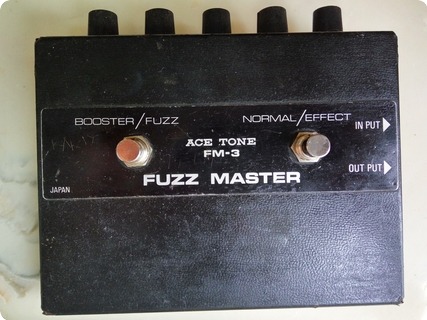 BOOSTER/FUZZ
NORMAL/EFFECT
IN PUT
ACE TONE
FM-3
OUT PUT
FUZZ MASTER
JAPAN